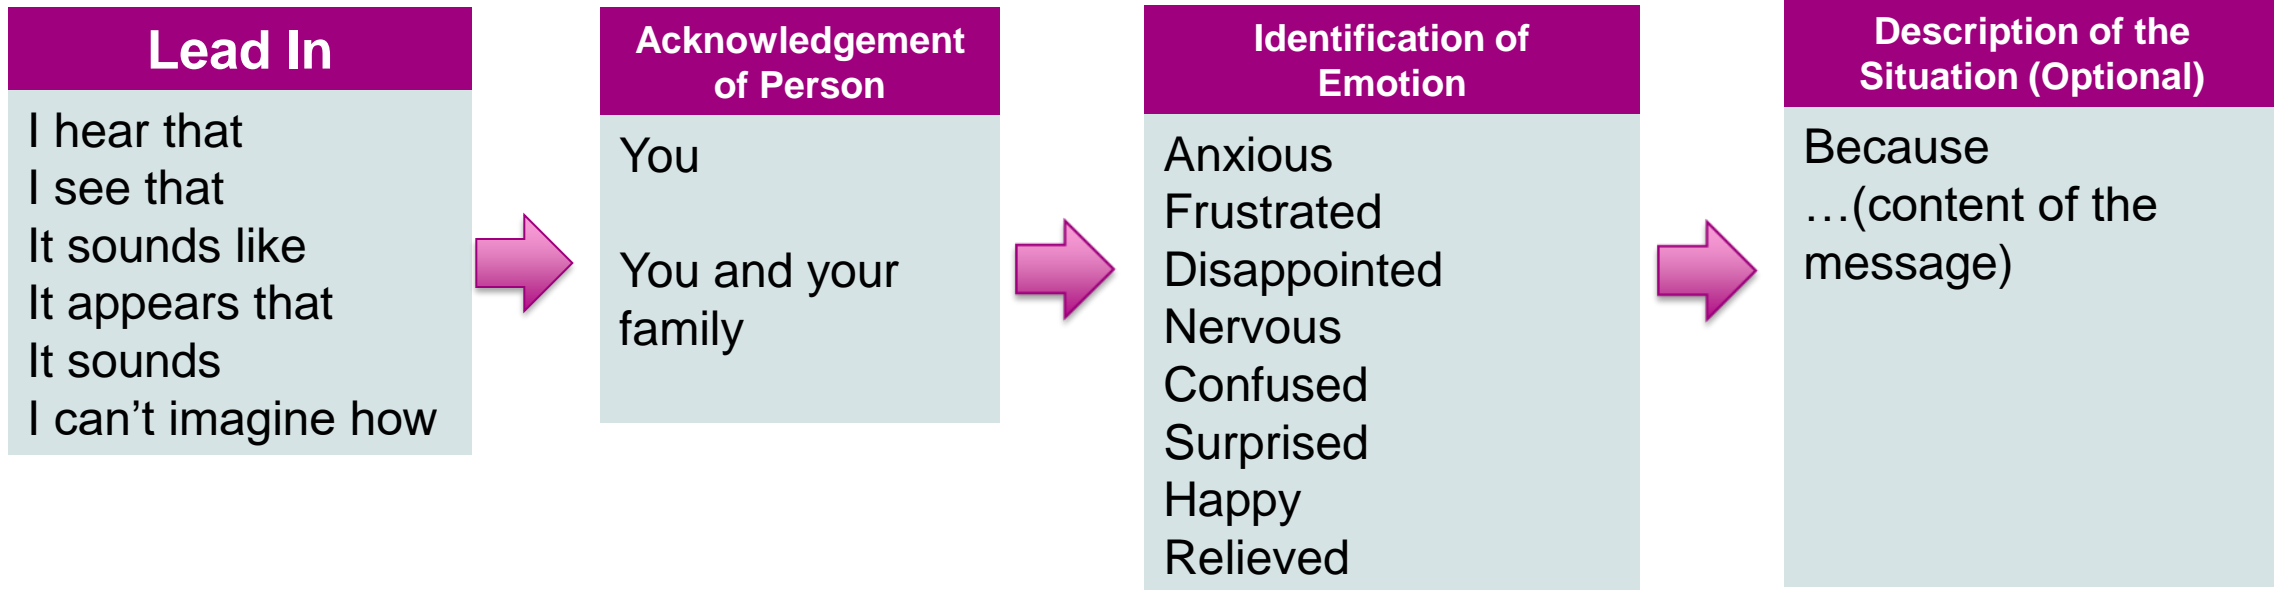 Lead In
I hear that
I see that
It sounds like
It appears that
It sounds
I can’t imagine how
Acknowledgement
of Person
You
You and your
family
Identification of
Emotion
Anxious
Frustrated
Disappointed
Nervous
Confused
Surprised
Happy
Relieved
Description of the
Situation (Optional)
Because
…(content of the
message)